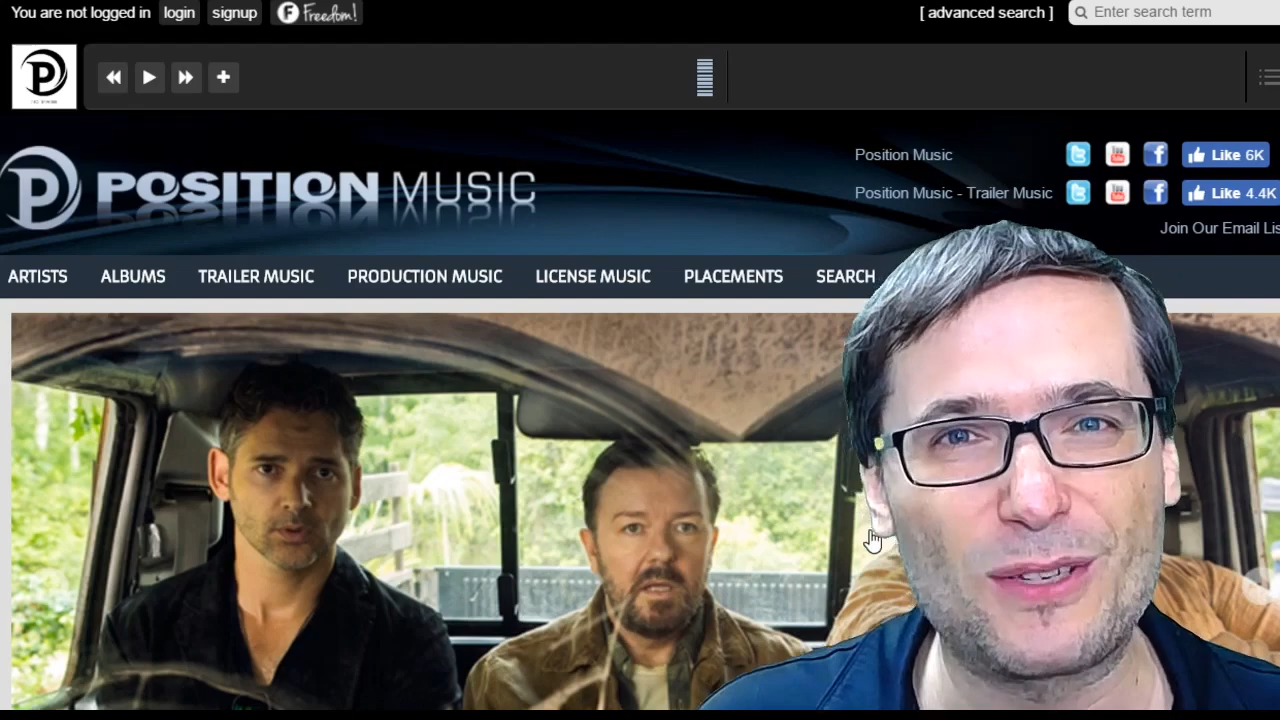 You are not logged in login signup Freedom! [ advanced search ] Enter search term
POSITION MUSIC
Position Music Like 6K
Position Music - Trailer Music Like 4.4K
Join Our Email Lis
ARTISTS ALBUMS TRAILER MUSIC PRODUCTION MUSIC LICENSE MUSIC PLACEMENTS SEARCH